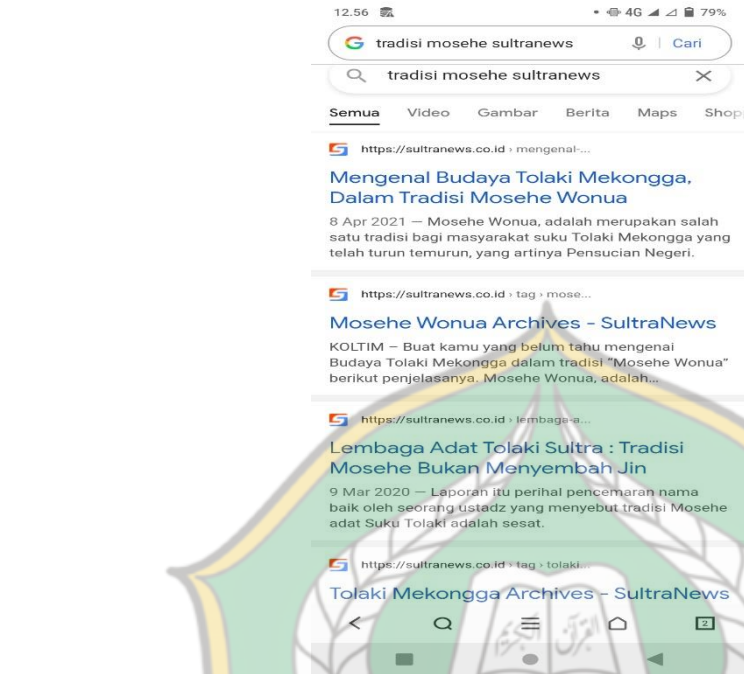 12.56
4G 79%
tradisi mosehe sultranews Cari
tradisi mosehe sultranews
Semua Video Gambar Berita Maps Shop
https://sultranews.co.id › mengenal-...
Mengenal Budaya Tolaki Mekongga,
Dalam Tradisi Mosehe Wonua
8 Apr 2021 — Mosehe Wonua, adalah merupakan salah
satu tradisi bagi masyarakat suku Tolaki Mekongga yang
telah turun temurun, yang artinya Pensucian Negeri.
https://sultranews.co.id › tag › mose...
Mosehe Wonua Archives - SultraNews
KOLTIM – Buat kamu yang belum tahu mengenai
Budaya Tolaki Mekongga dalam tradisi “Mosehe Wonua”
berikut penjelasanya. Mosehe Wonua, adalah...
https://sultranews.co.id › lembaga-a...
Lembaga Adat Tolaki Sultra : Tradisi
Mosehe Bukan Menyembah Jin
9 Mar 2020 — Laporan itu perihal pencemaran nama
baik oleh seorang ustadz yang menyebut tradisi Mosehe
adat Suku Tolaki adalah sesat.
https://sultranews.co.id › tag › tolaki...
Tolaki Mekongga Archives - SultraNews
2
القرآن الكريم